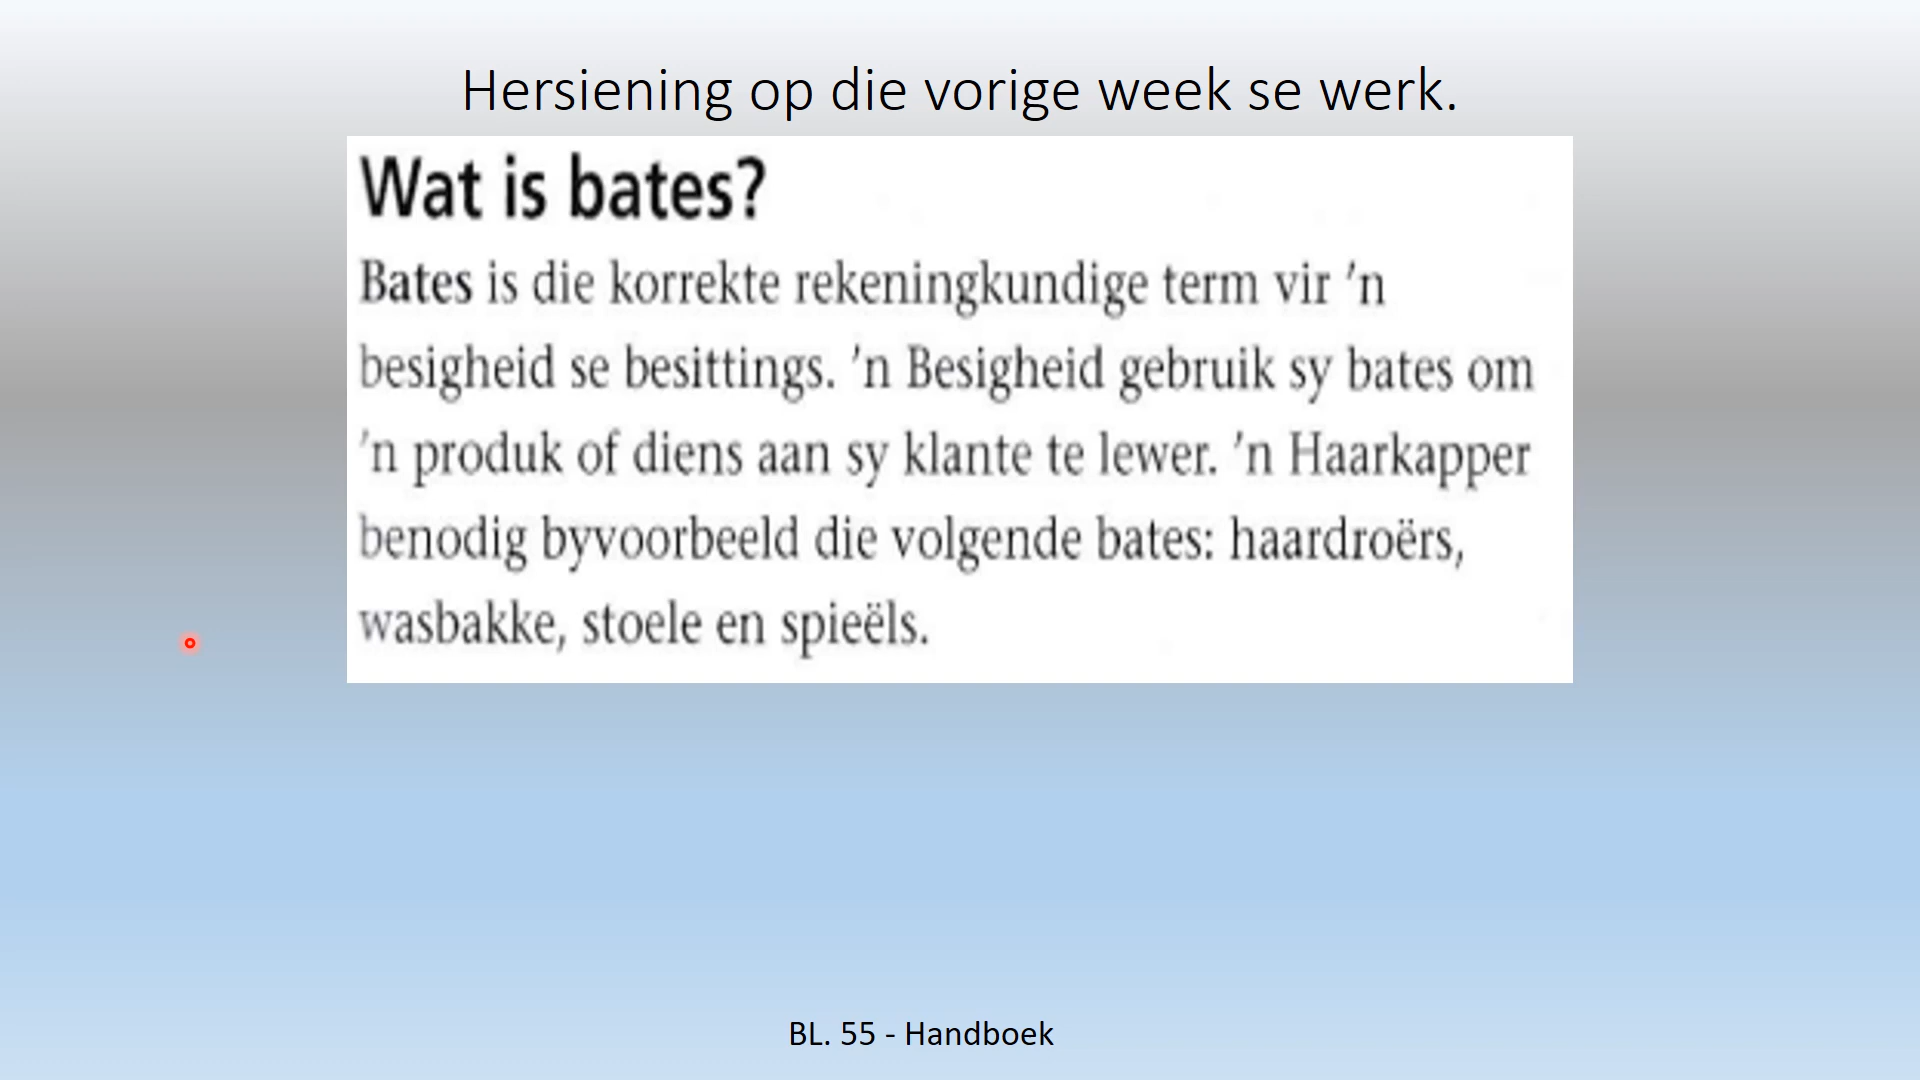 Hersiening op die vorige week se werk.
Wat is bates?
Bates is die korrekte rekeningkundige term vir ’n
besigheid se besittings. ’n Besigheid gebruik sy bates om
’n produk of diens aan sy klante te lewer. ’n Haarkapper
benodig byvoorbeeld die volgende bates: haardroërs,
wasbakke, stoele en spieëls.
BL. 55 - Handboek